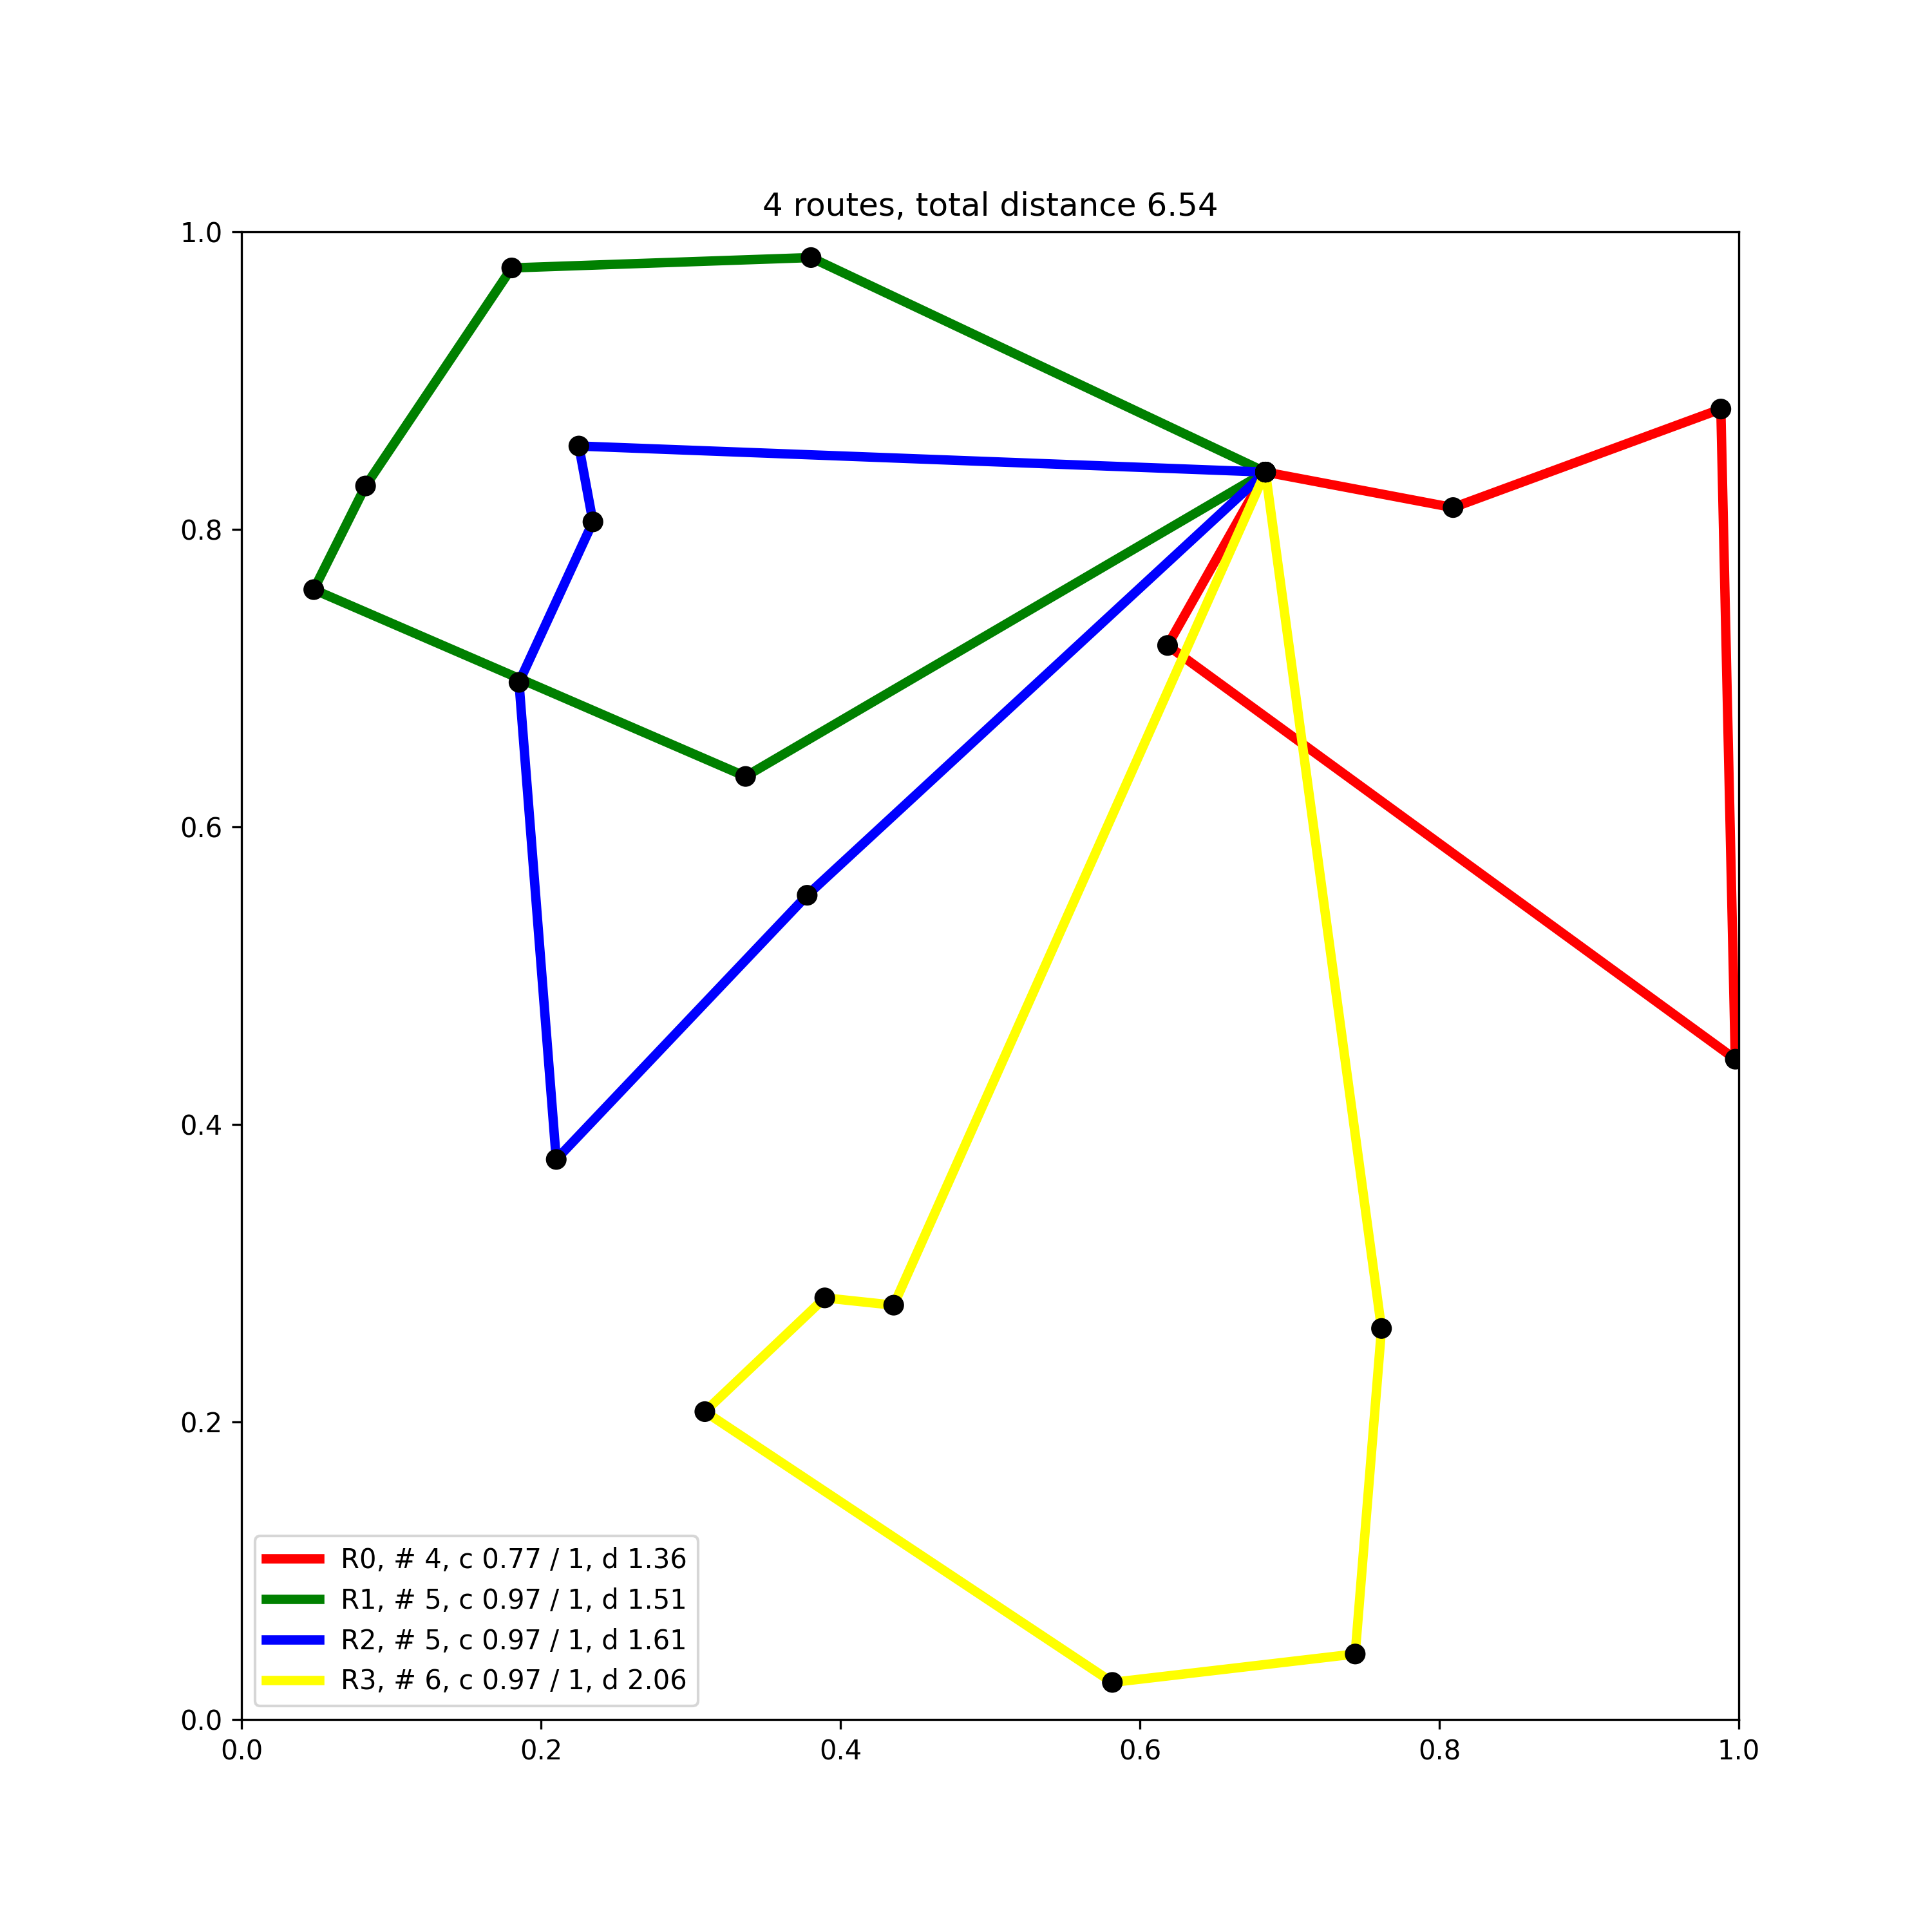 4 routes, total distance 6.54
1.0
0.8
0.6
0.4
0.2
0.0
R0, # 4, c 0.77 / 1, d 1.36
R1, # 5, c 0.97 / 1, d 1.51
R2, # 5, c 0.97 / 1, d 1.61
R3, # 6, c 0.97 / 1, d 2.06
0.0 0.2 0.4 0.6 0.8 1.0